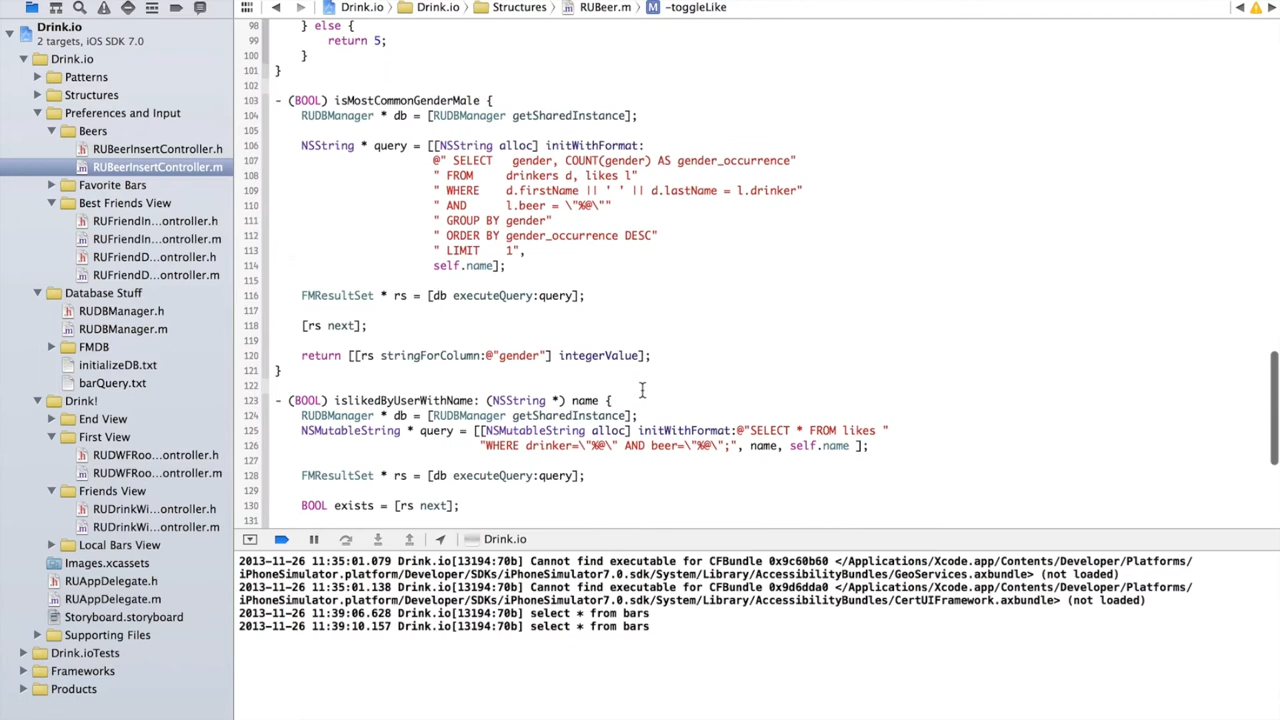 Drink.io
2 targets, iOS SDK 7.0
Drink.io
Patterns
Structures
Preferences and Input
Beers
RUBeerInsertController.h
RUBeerInsertController.m
Favorite Bars
Best Friends View
RUFriendIn…ontroller.h
RUFriendIn…ontroller.m
RUFriendD…ontroller.h
RUFriendD…ontroller.m
Database Stuff
RUDBManager.h
RUDBManager.m
FMDB
initializeDB.txt
barQuery.txt
Drink!
End View
First View
RUDWFRoo…ontroller.h
RUDWFRoo…ontroller.m
Friends View
RUDrinkWi…ontroller.h
RUDrinkWi…ontroller.m
Local Bars View
Images.xcassets
RUAppDelegate.h
RUAppDelegate.m
Storyboard.storyboard
Supporting Files
Drink.ioTests
Frameworks
Products
Drink.io Drink.io Structures RUBeer.m M -toggleLike
98 } else {
99 return 5;
100 }
101 }
102
103 - (BOOL) isMostCommonGenderMale {
104 RUDBManager * db = [RUDBManager getSharedInstance];
105
106 NSString * query = [[NSString alloc] initWithFormat:
107 @" SELECT gender, COUNT(gender) AS gender_occurrence"
108 " FROM drinkers d, likes l"
109 " WHERE d.firstName || ' ' || d.lastName = l.drinker"
110 " AND l.beer = \"%@\""
111 " GROUP BY gender"
112 " ORDER BY gender_occurrence DESC"
113 " LIMIT 1",
114 self.name];
115
116 FMResultSet * rs = [db executeQuery:query];
117
118 [rs next];
119
120 return [[rs stringForColumn:@"gender"] integerValue];
121 }
122
123 - (BOOL) islikedByUserWithName: (NSString *) name {
124 RUDBManager * db = [RUDBManager getSharedInstance];
125 NSMutableString * query = [[NSMutableString alloc] initWithFormat:@"SELECT * FROM likes "
126 "WHERE drinker=\"%@\" AND beer=\"%@\";", name, self.name ];
127
128 FMResultSet * rs = [db executeQuery:query];
129
130 BOOL exists = [rs next];
131
Drink.io
2013-11-26 11:35:01.079 Drink.io[13194:70b] Cannot find executable for CFBundle 0x9c60b60 </Applications/Xcode.app/Contents/Developer/Platforms/
iPhoneSimulator.platform/Developer/SDKs/iPhoneSimulator7.0.sdk/System/Library/AccessibilityBundles/GeoServices.axbundle> (not loaded)
2013-11-26 11:35:01.138 Drink.io[13194:70b] Cannot find executable for CFBundle 0x9d6dda0 </Applications/Xcode.app/Contents/Developer/Platforms/
iPhoneSimulator.platform/Developer/SDKs/iPhoneSimulator7.0.sdk/System/Library/AccessibilityBundles/CertUIFramework.axbundle> (not loaded)
2013-11-26 11:39:06.628 Drink.io[13194:70b] select * from bars
2013-11-26 11:39:10.157 Drink.io[13194:70b] select * from bars